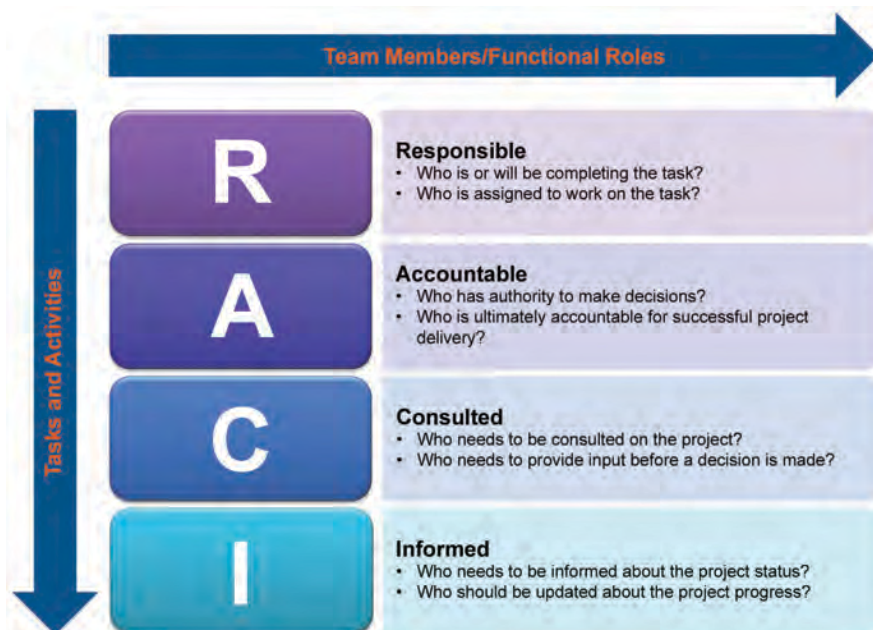 Team Members/Functional Roles
Tasks and Activities
R
Responsible
• Who is or will be completing the task?
• Who is assigned to work on the task?
A
Accountable
• Who has authority to make decisions?
• Who is ultimately accountable for successful project
delivery?
C
Consulted
• Who needs to be consulted on the project?
• Who needs to provide input before a decision is made?
I
Informed
• Who needs to be informed about the project status?
• Who should be updated about the project progress?